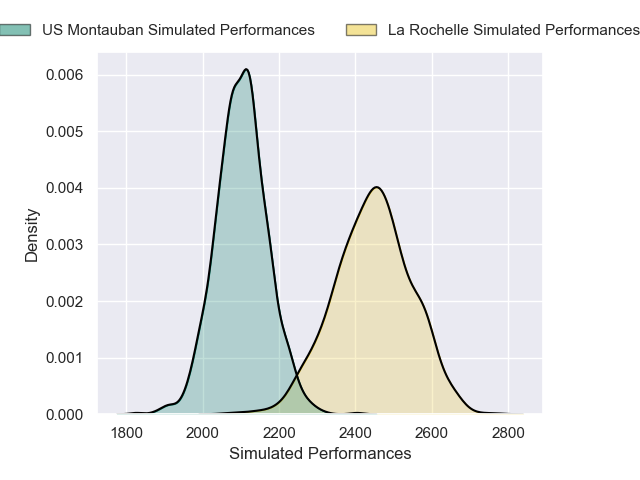 US Montauban Simulated Performances La Rochelle Simulated Performances
0.006
0.005
0.004
0.003
0.002
0.001
0.000
Density
1800 2000 2200 2400 2600 2800
Simulated Performances